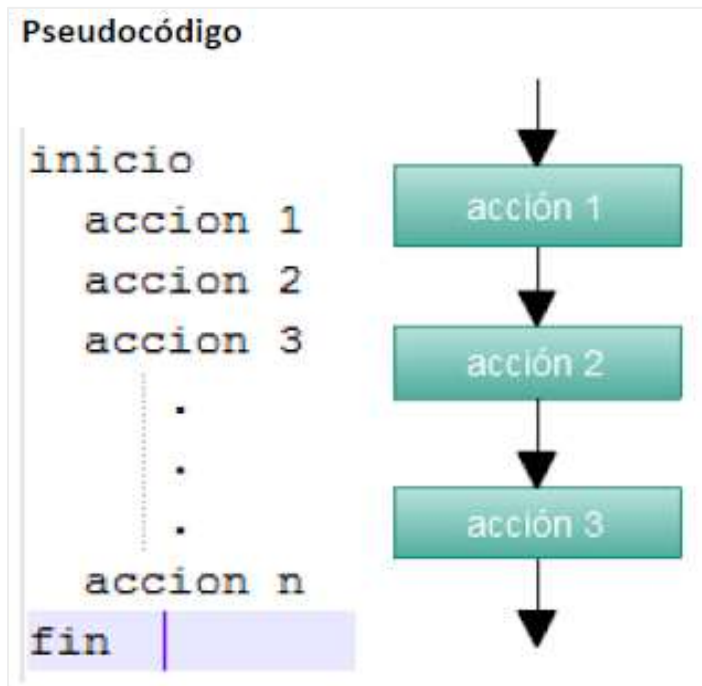 Pseudocódigo
inicio
accion 1
accion 2
accion 3
.
.
.
accion n
fin
acción 1
acción 2
acción 3